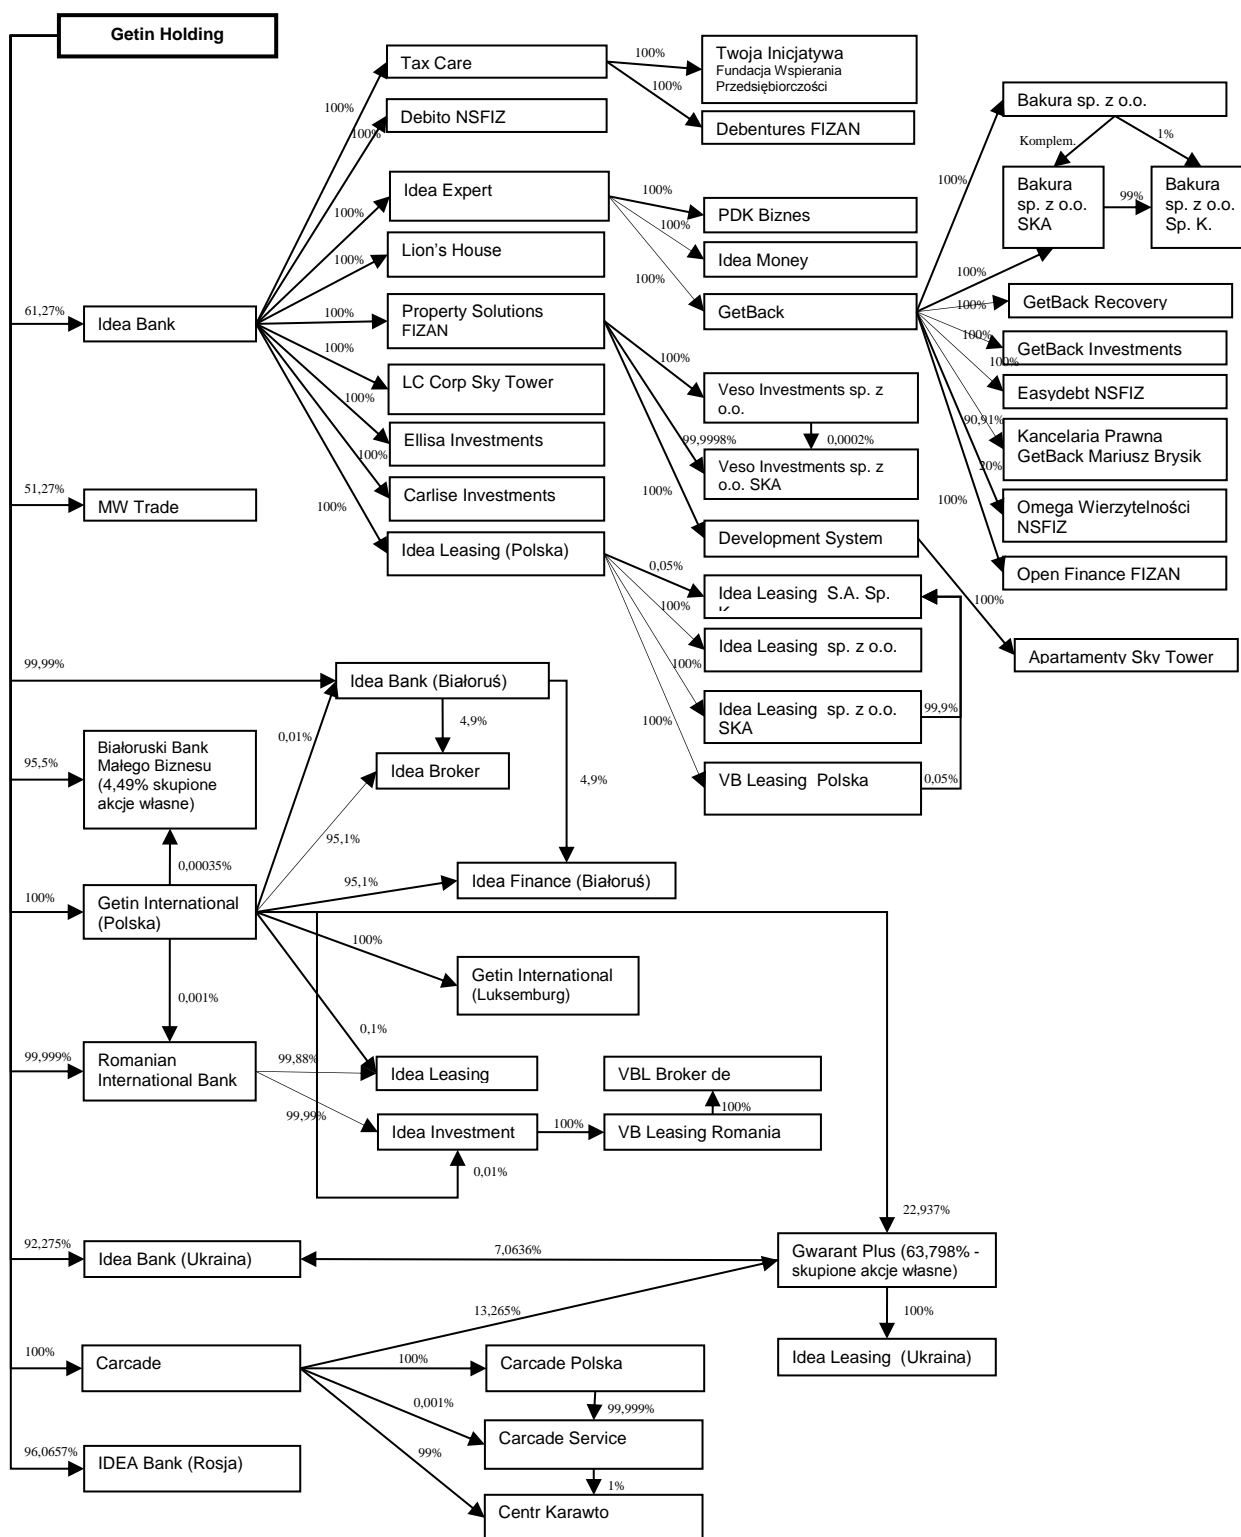 Getin Holding
Tax Care
100%
Twoja Inicjatywa
Fundacja Wspierania
Przedsiębiorczości
100%
Debentures FIZAN
100%
Debito NSFIZ
100%
Bakura sp. z o.o.
Komplem.
1%
Bakura
sp. z o.o.
SKA
99%
Bakura
sp. z o.o.
Sp. K.
100%
Idea Expert
100%
100%
PDK Biznes
100%
Idea Money
100%
GetBack
100%
100%
Lion's House
100%
100%
GetBack Recovery
100%
GetBack Investments
100%
Easydebt NSFIZ
90,91%
Kancelaria Prawna
GetBack Mariusz Brysik
20%
Omega Wierzytelności
NSFIZ
100%
Open Finance FIZAN
61,27%
Idea Bank
100%
Property Solutions
FIZAN
100%
LC Corp Sky Tower
100%
Ellisa Investments
100%
Carlise Investments
100%
Idea Leasing (Polska)
100%
Veso Investments sp. z
o.o.
99,9998%
0,0002%
Veso Investments sp. z
o.o. SKA
100%
Development System
100%
Apartamenty Sky Tower
51,27%
MW Trade
0,05%
Idea Leasing  S.A. Sp.
100%
Idea Leasing  sp. z o.o.
100%
Idea Leasing  sp. z o.o.
SKA
99,9%
100%
VB Leasing  Polska
0,05%
99,99%
Idea Bank (Białoruś)
0,01%
4,9%
Idea Broker
4,9%
95,5%
Białoruski Bank
Małego Biznesu
(4,49% skupione
akcje własne)
95,1%
0,00035%
95,1%
Idea Finance (Białoruś)
100%
Getin International
(Polska)
100%
Getin International
(Luksemburg)
0,001%
0,1%
99,999%
Romanian
International Bank
99,88%
Idea Leasing
VBL Broker de
100%
99,99%
Idea Investment
100%
VB Leasing Romania
0,01%
22,937%
92,275%
Idea Bank (Ukraina)
7,0636%
Gwarant Plus (63,798% -
skupione akcje własne)
13,265%
100%
Idea Leasing  (Ukraina)
100%
Carcade
100%
Carcade Polska
0,001%
99,999%
Carcade Service
99%
1%
Centr Karawto
96,0657%
IDEA Bank (Rosja)